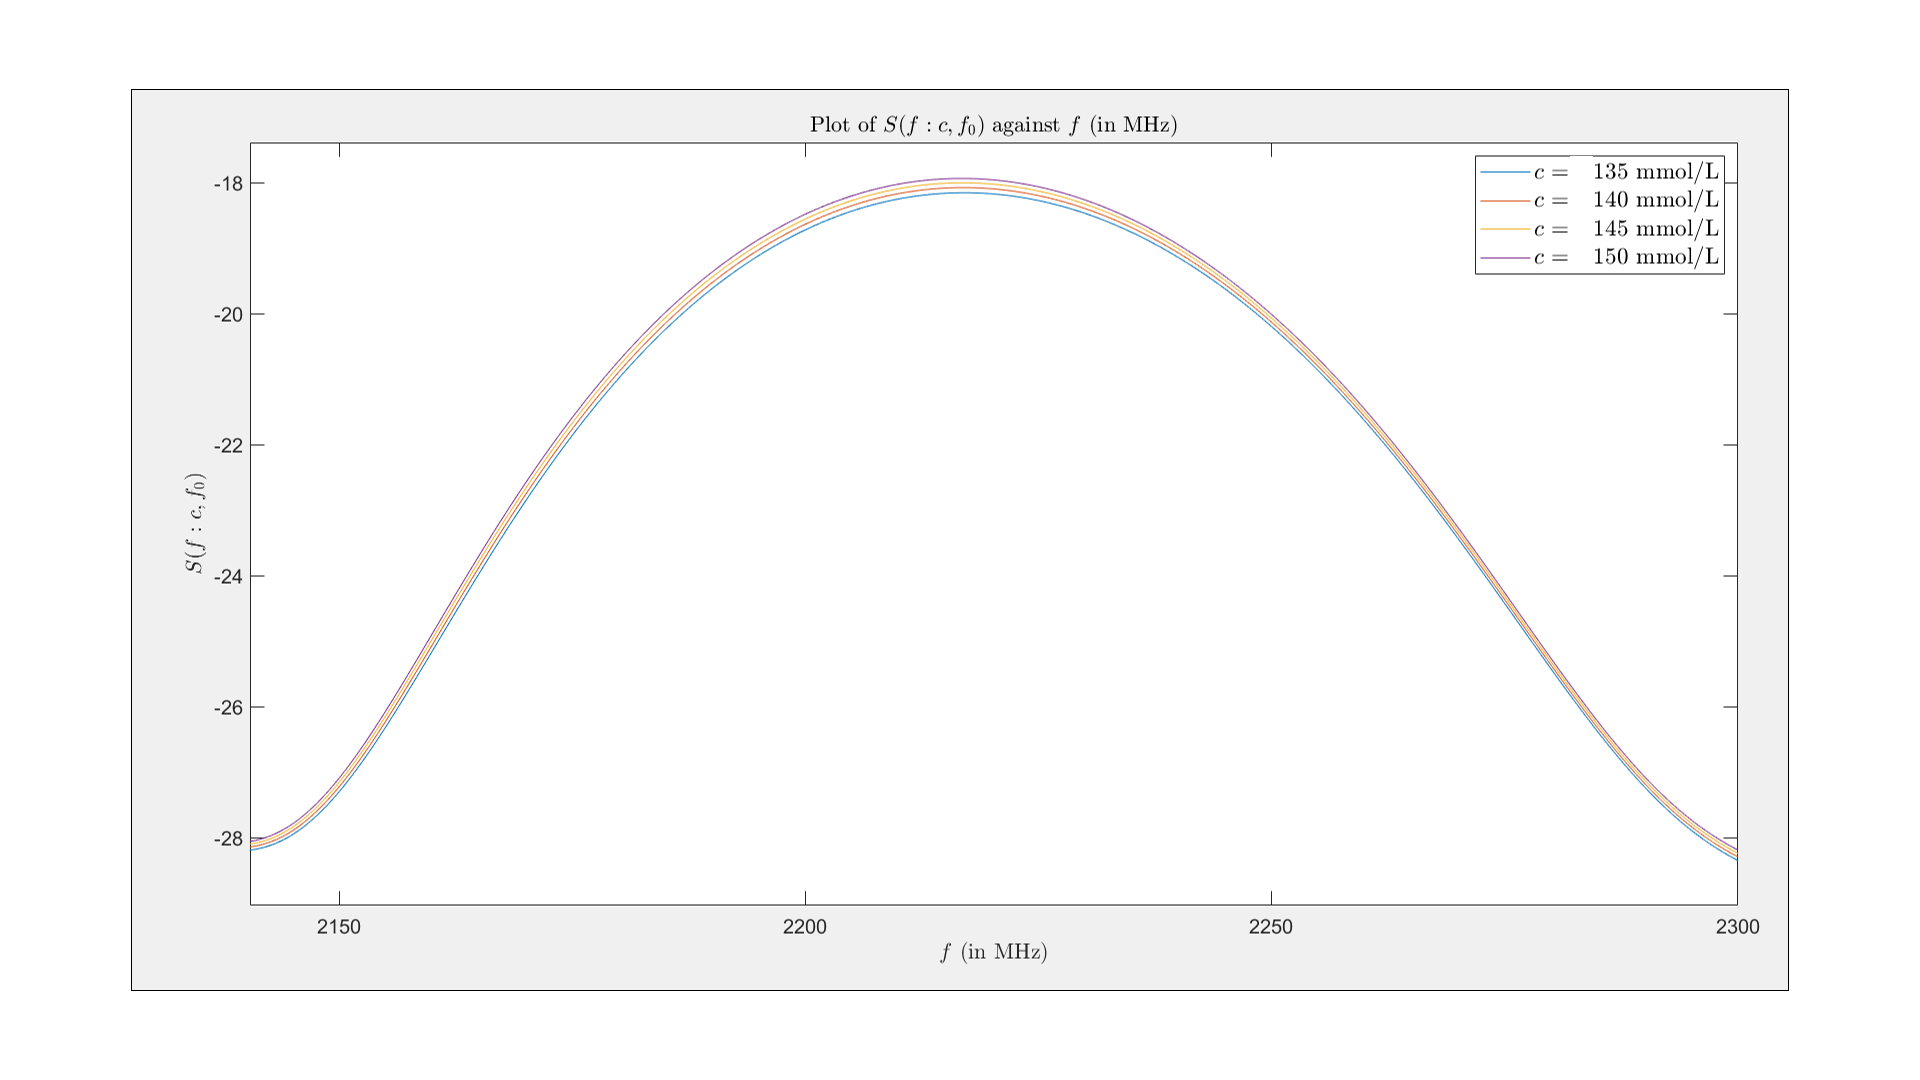 Plot of S(f : c, f₀) against f (in MHz)
c = 135 mmol/L
c = 140 mmol/L
c = 145 mmol/L
c = 150 mmol/L
-18
-20
-22
-24
-26
-28
S(f : c, f₀)
2150 2200 2250 2300
f (in MHz)